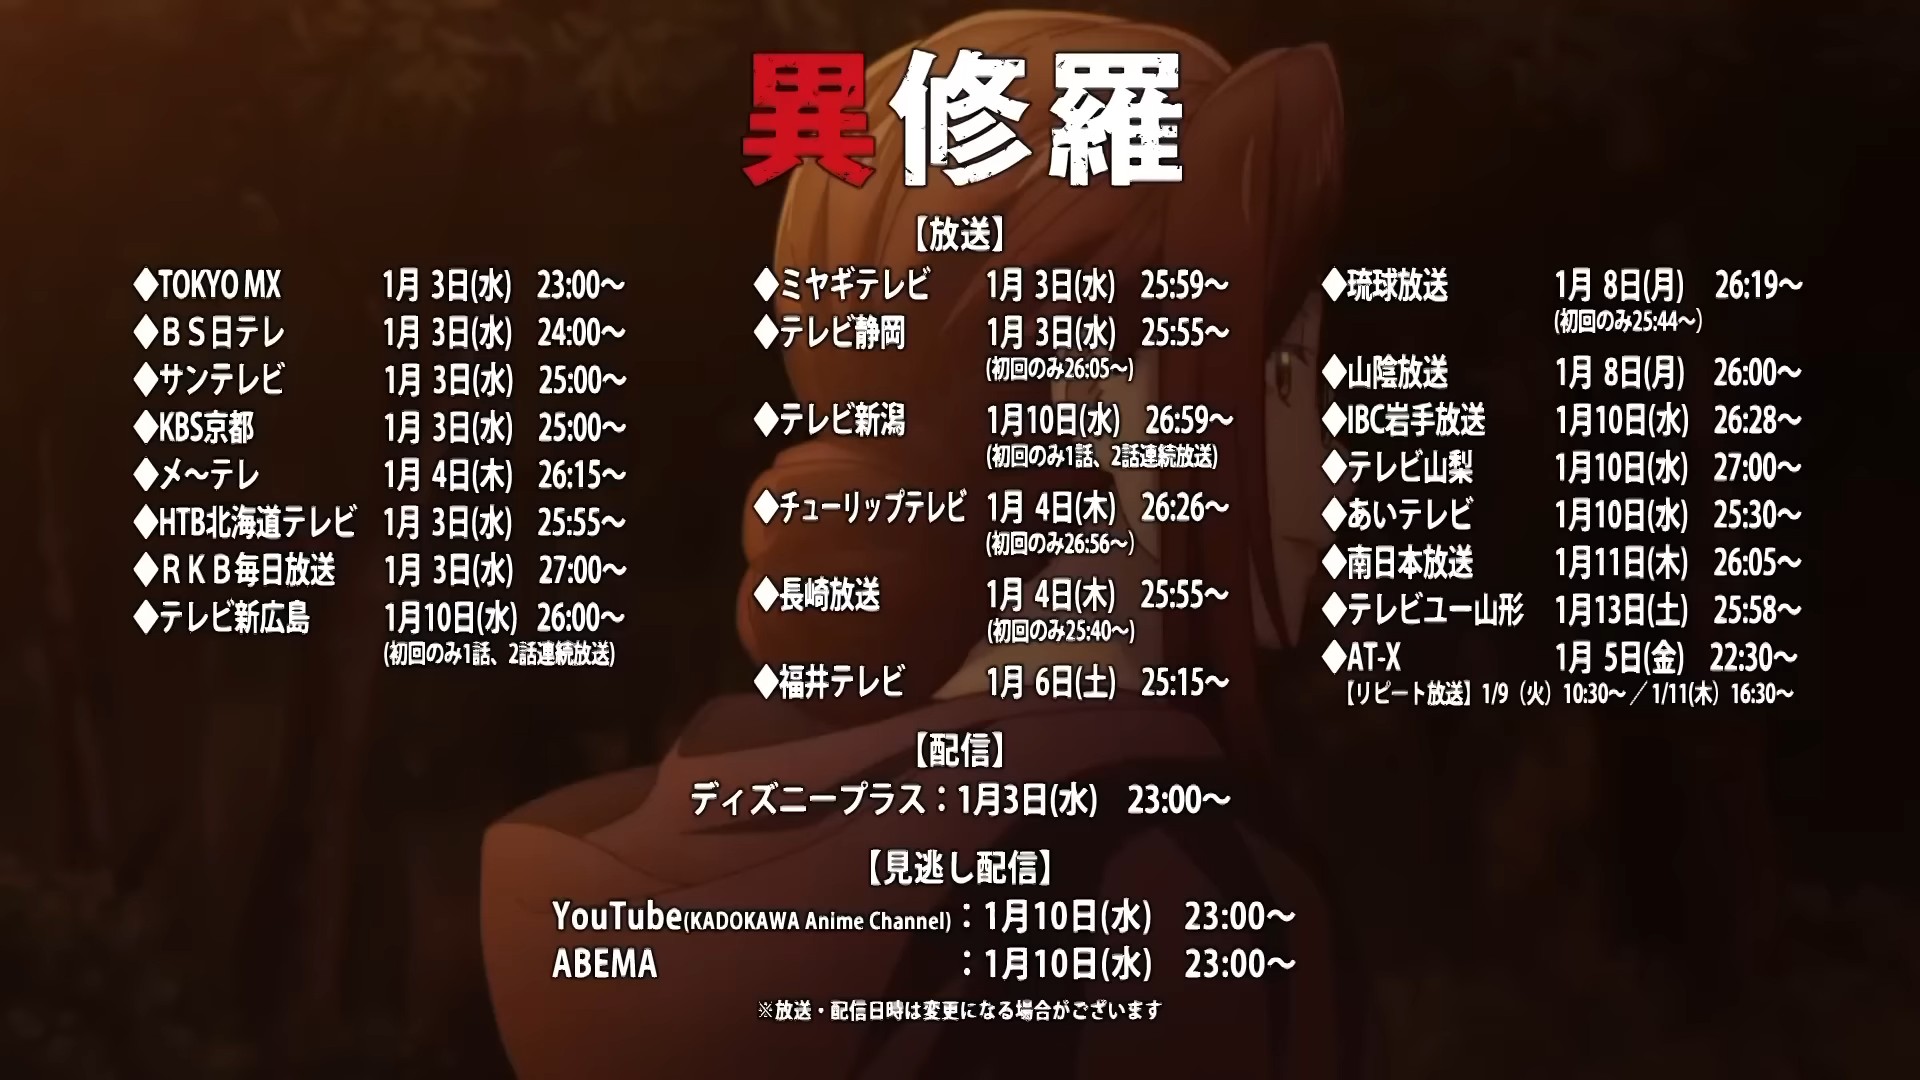 異修羅
【放送】
◆TOKYO MX 1月 3日(水) 23:00～
◆ＢＳ日テレ 1月 3日(水) 24:00～
◆サンテレビ 1月 3日(水) 25:00～
◆KBS京都 1月 3日(水) 25:00～
◆メ～テレ 1月 4日(木) 26:15～
◆HTB北海道テレビ 1月 3日(水) 25:55～
◆ＲＫＢ毎日放送 1月 3日(水) 27:00～
◆テレビ新広島 1月10日(水) 26:00～
(初回のみ1話、2話連続放送)
◆ミヤギテレビ 1月 3日(水) 25:59～
◆テレビ静岡 1月 3日(水) 25:55～
(初回のみ26:05～)
◆テレビ新潟 1月10日(水) 26:59～
(初回のみ1話、2話連続放送)
◆チューリップテレビ 1月 4日(木) 26:26～
(初回のみ26:56～)
◆長崎放送 1月 4日(木) 25:55～
(初回のみ25:40～)
◆福井テレビ 1月 6日(土) 25:15～
◆琉球放送 1月 8日(月) 26:19～
(初回のみ25:44～)
◆山陰放送 1月 8日(月) 26:00～
◆IBC岩手放送 1月10日(水) 26:28～
◆テレビ山梨 1月10日(水) 27:00～
◆あいテレビ 1月10日(水) 25:30～
◆南日本放送 1月11日(木) 26:05～
◆テレビユー山形 1月13日(土) 25:58～
◆AT-X 1月 5日(金) 22:30～
【リピート放送】1/9（火）10:30～／1/11(木）16:30～
【配信】
ディズニープラス：1月3日(水) 23:00～
【見逃し配信】
YouTube(KADOKAWA Anime Channel)：1月10日(水) 23:00～
ABEMA ：1月10日(水) 23:00～
※放送・配信日時は変更になる場合がございます